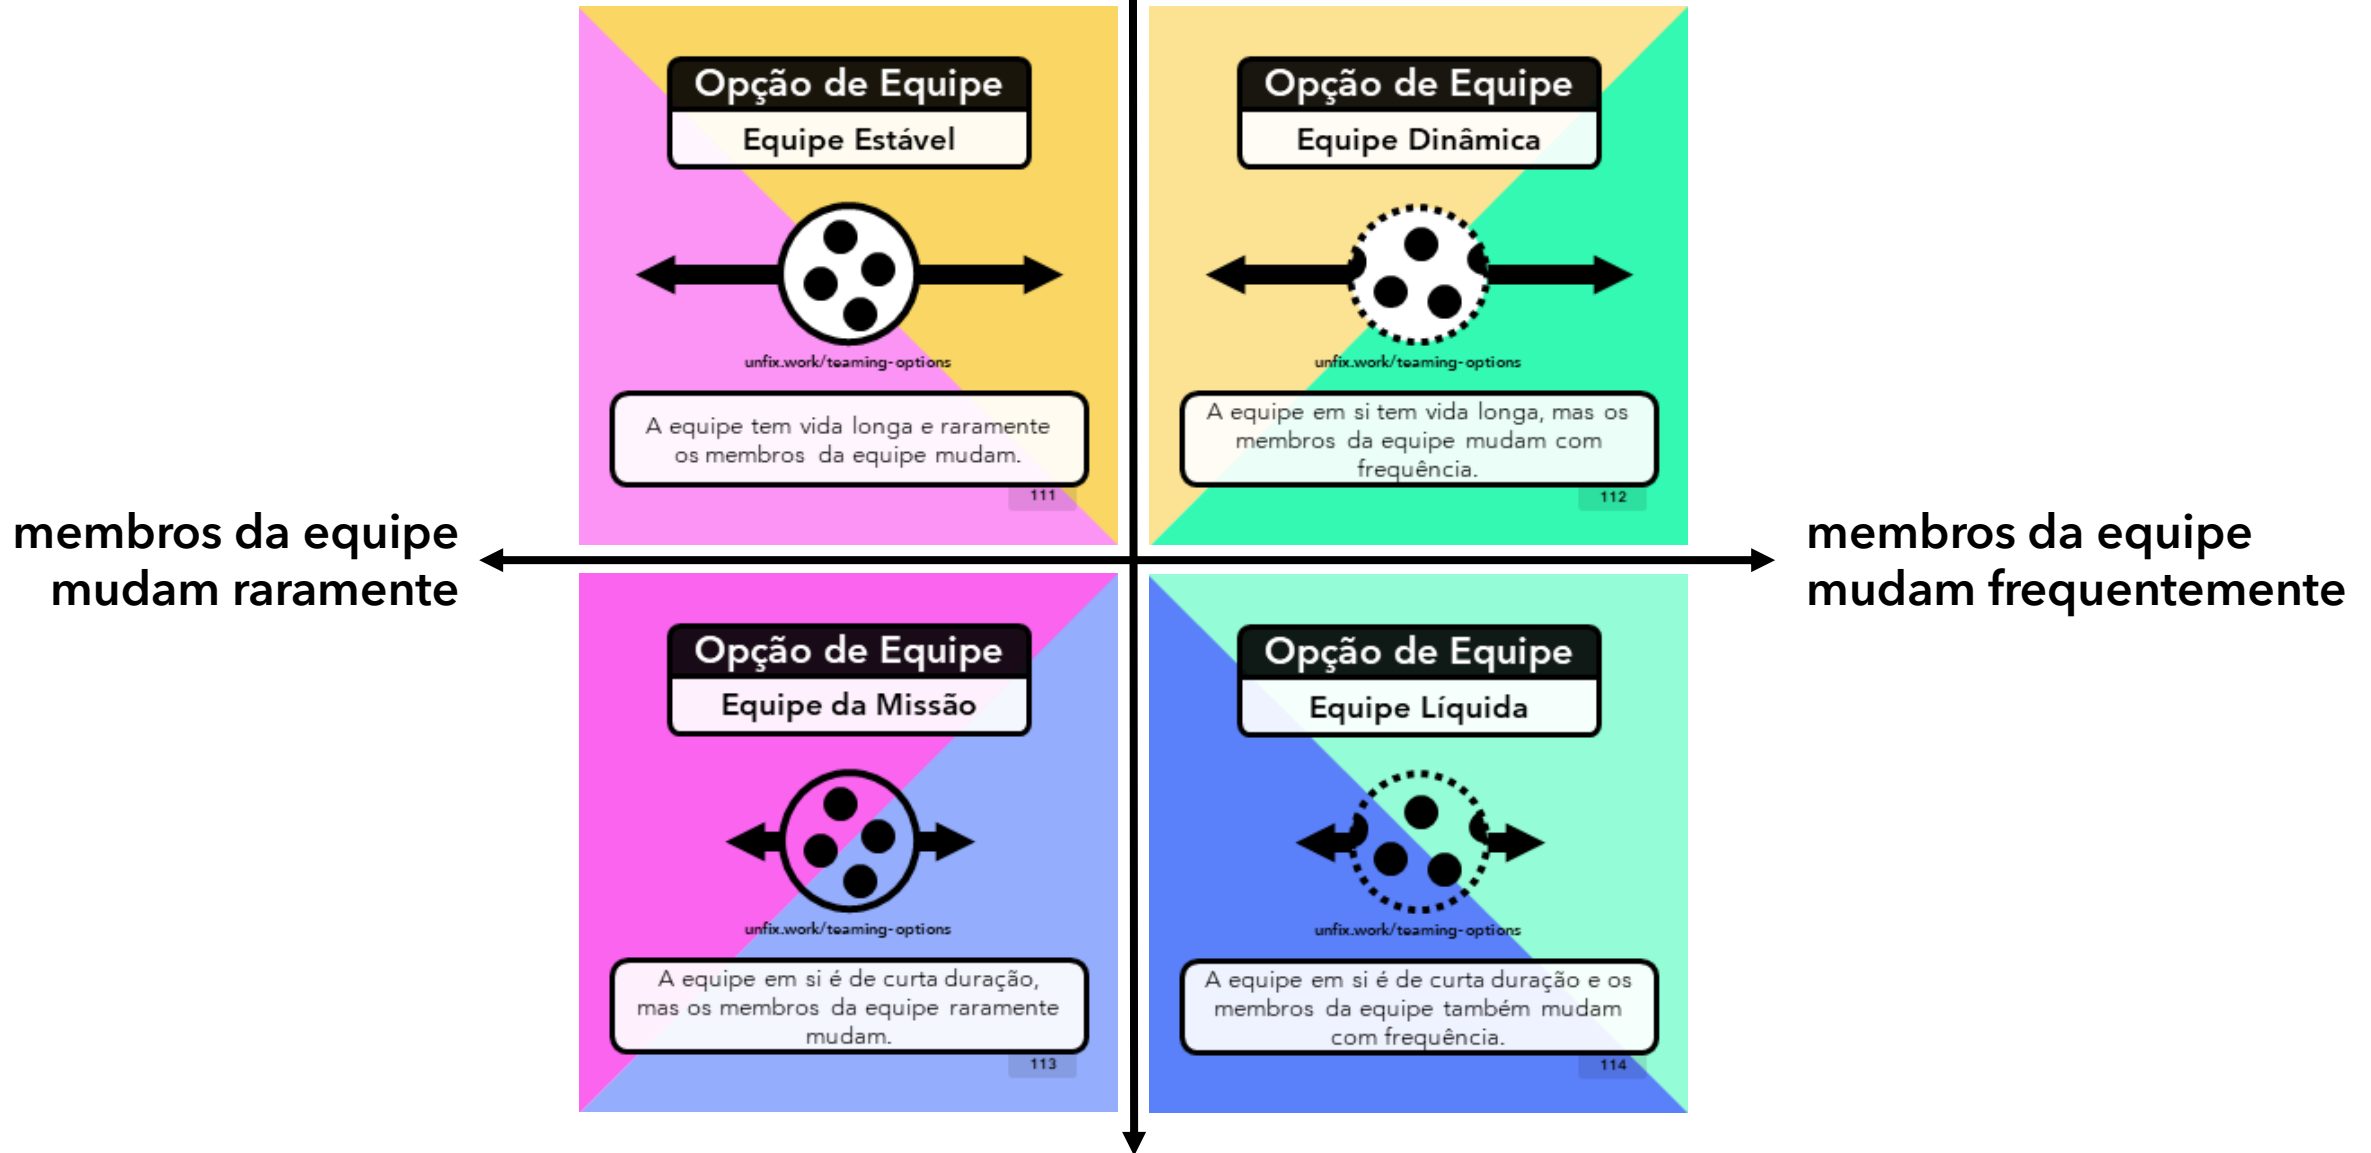 Opção de Equipe
Equipe Estável
unfix.work/teaming-options
A equipe tem vida longa e raramente
os membros da equipe mudam.
111
Opção de Equipe
Equipe Dinâmica
unfix.work/teaming-options
A equipe em si tem vida longa, mas os
membros da equipe mudam com
frequência.
112
membros da equipe
mudam raramente
membros da equipe
mudam frequentemente
Opção de Equipe
Equipe da Missão
unfix.work/teaming-options
A equipe em si é de curta duração,
mas os membros da equipe raramente
mudam.
113
Opção de Equipe
Equipe Líquida
unfix.work/teaming-options
A equipe em si é de curta duração e os
membros da equipe também mudam
com frequência.
114